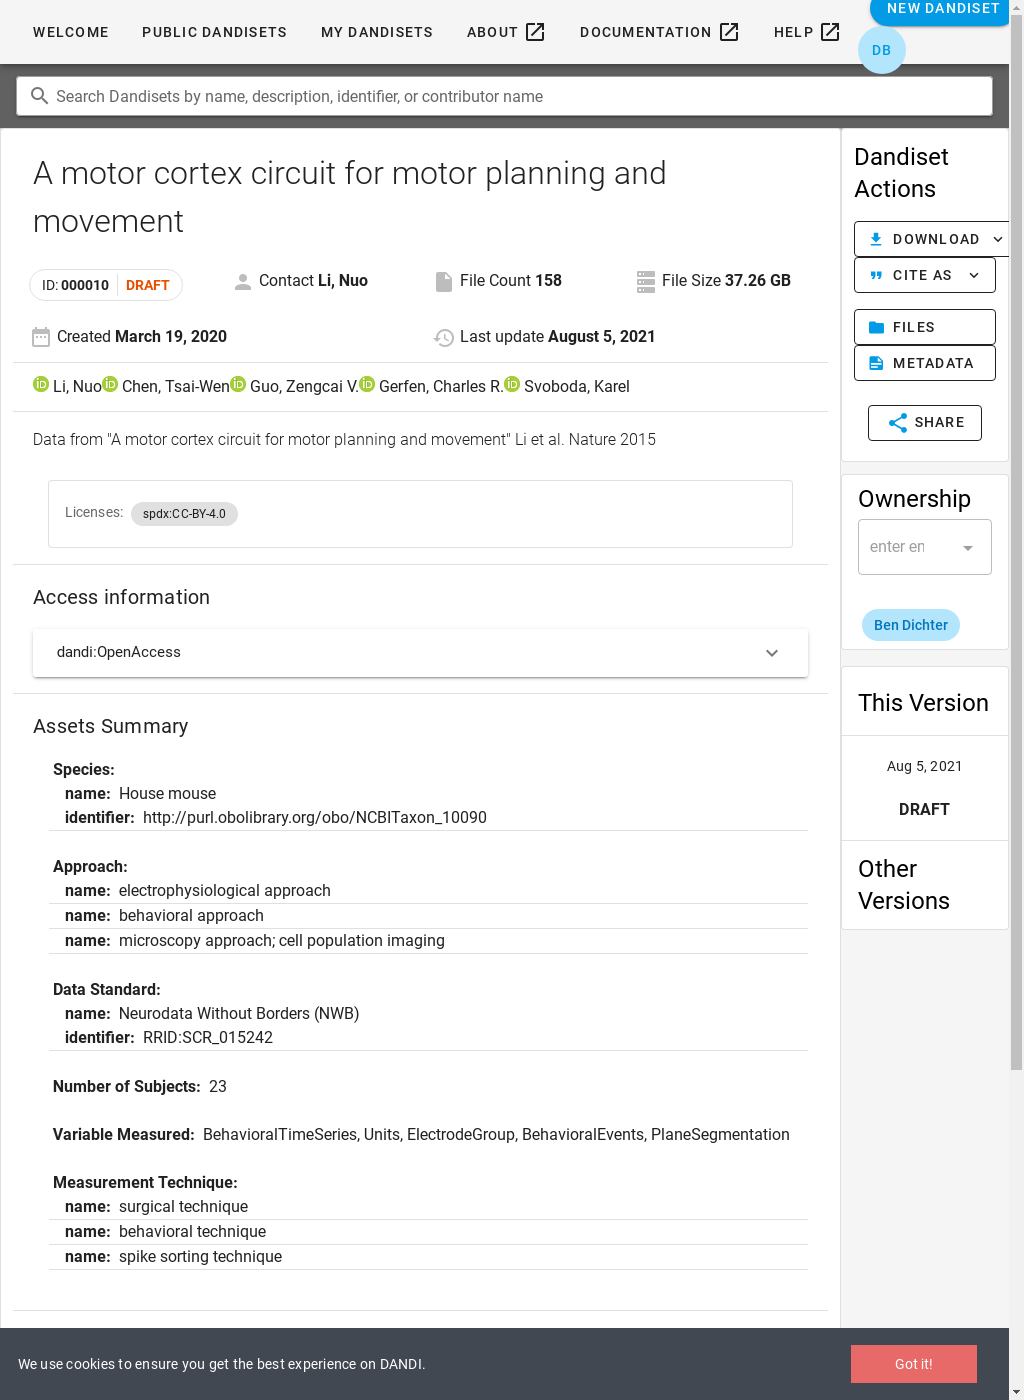 WELCOME PUBLIC DANDISETS MY DANDISETS ABOUT DOCUMENTATION HELP NEW DANDISET
DB
Search Dandisets by name, description, identifier, or contributor name
A motor cortex circuit for motor planning and
movement
ID: 000010 DRAFT Contact Li, Nuo File Count 158 File Size 37.26 GB
Created March 19, 2020 Last update August 5, 2021
Li, Nuo Chen, Tsai-Wen Guo, Zengcai V. Gerfen, Charles R. Svoboda, Karel
Data from "A motor cortex circuit for motor planning and movement" Li et al. Nature 2015
Licenses: spdx:CC-BY-4.0
Access information
dandi:OpenAccess
Assets Summary
Species:
name: House mouse
identifier: http://purl.obolibrary.org/obo/NCBITaxon_10090
Approach:
name: electrophysiological approach
name: behavioral approach
name: microscopy approach; cell population imaging
Data Standard:
name: Neurodata Without Borders (NWB)
identifier: RRID:SCR_015242
Number of Subjects: 23
Variable Measured: BehavioralTimeSeries, Units, ElectrodeGroup, BehavioralEvents, PlaneSegmentation
Measurement Technique:
name: surgical technique
name: behavioral technique
name: spike sorting technique
Dandiset
Actions
DOWNLOAD
CITE AS
FILES
METADATA
SHARE
Ownership
enter en
Ben Dichter
This Version
Aug 5, 2021
DRAFT
Other
Versions
We use cookies to ensure you get the best experience on DANDI.
Got it!